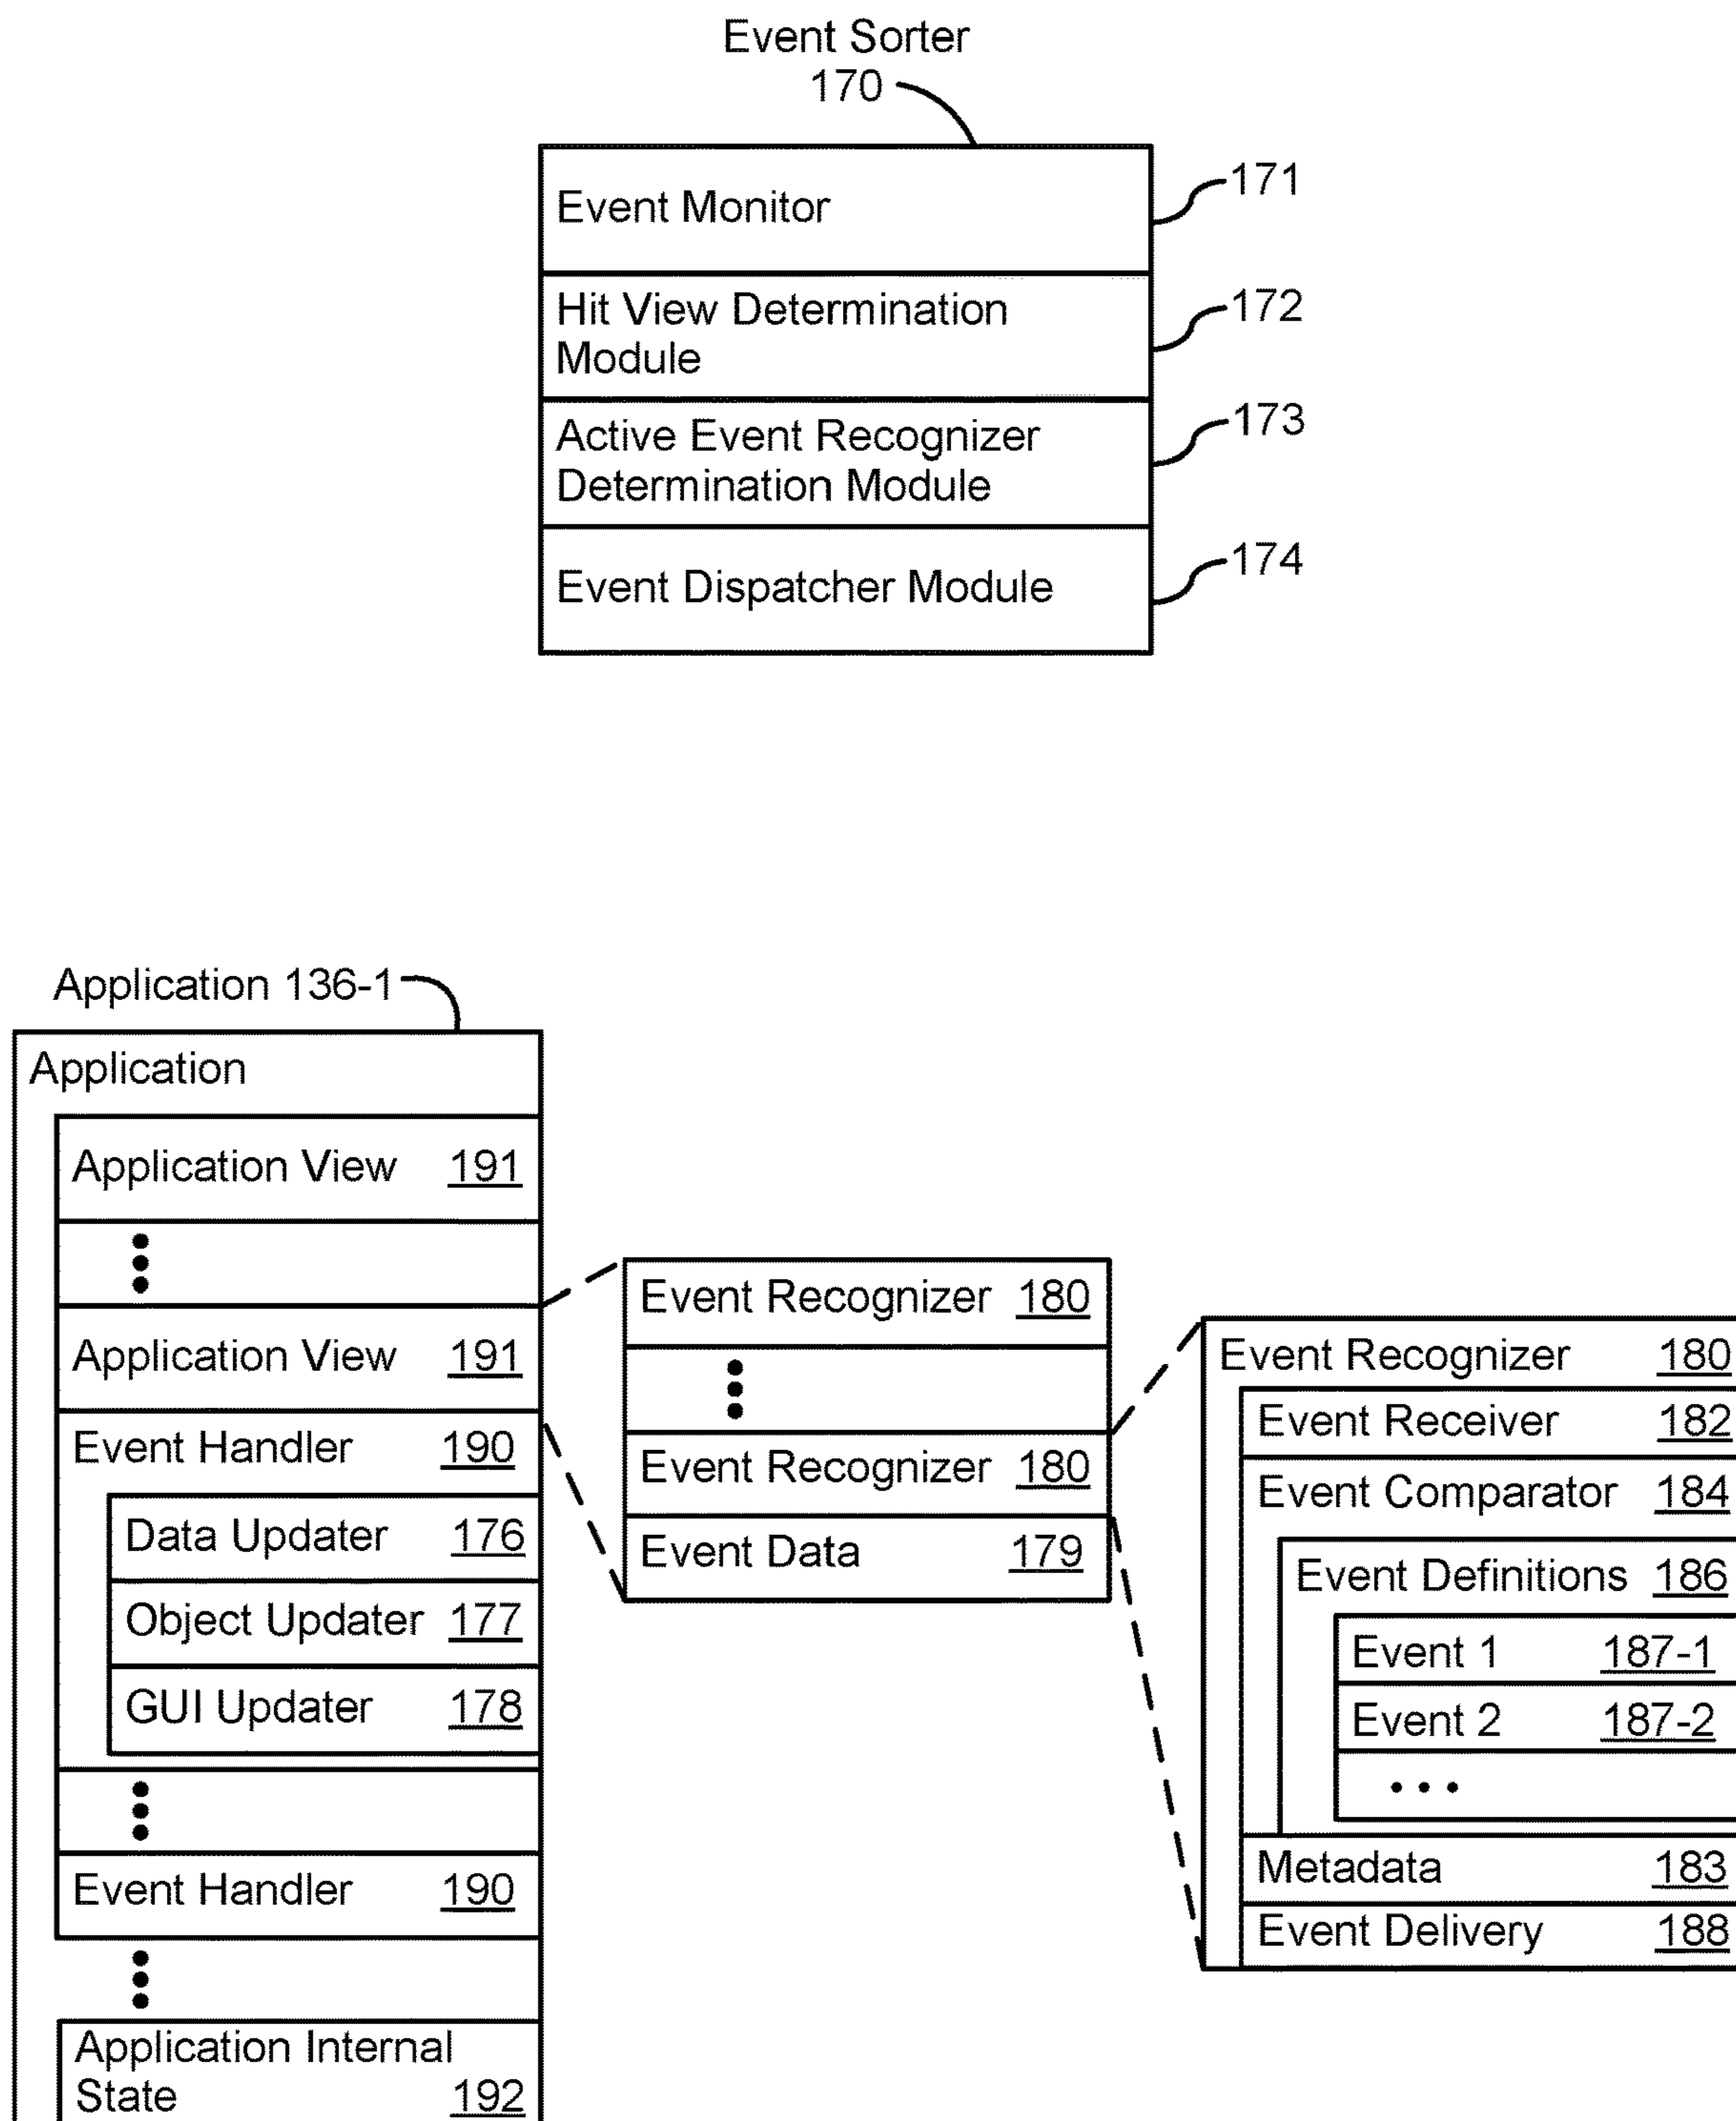 Event Sorter
170
Event Monitor
171
Hit View Determination
Module
172
Active Event Recognizer
Determination Module
173
Event Dispatcher Module
174
Application 136-1
Application
Application View 191
Application View 191
Event Handler 190
Data Updater 176
Object Updater 177
GUI Updater 178
Event Handler 190
Application Internal
State 192
Event Recognizer 180
Event Recognizer 180
Event Data 179
Event Recognizer 180
Event Receiver 182
Event Comparator 184
Event Definitions 186
Event 1 187-1
Event 2 187-2
• • •
Metadata 183
Event Delivery 188